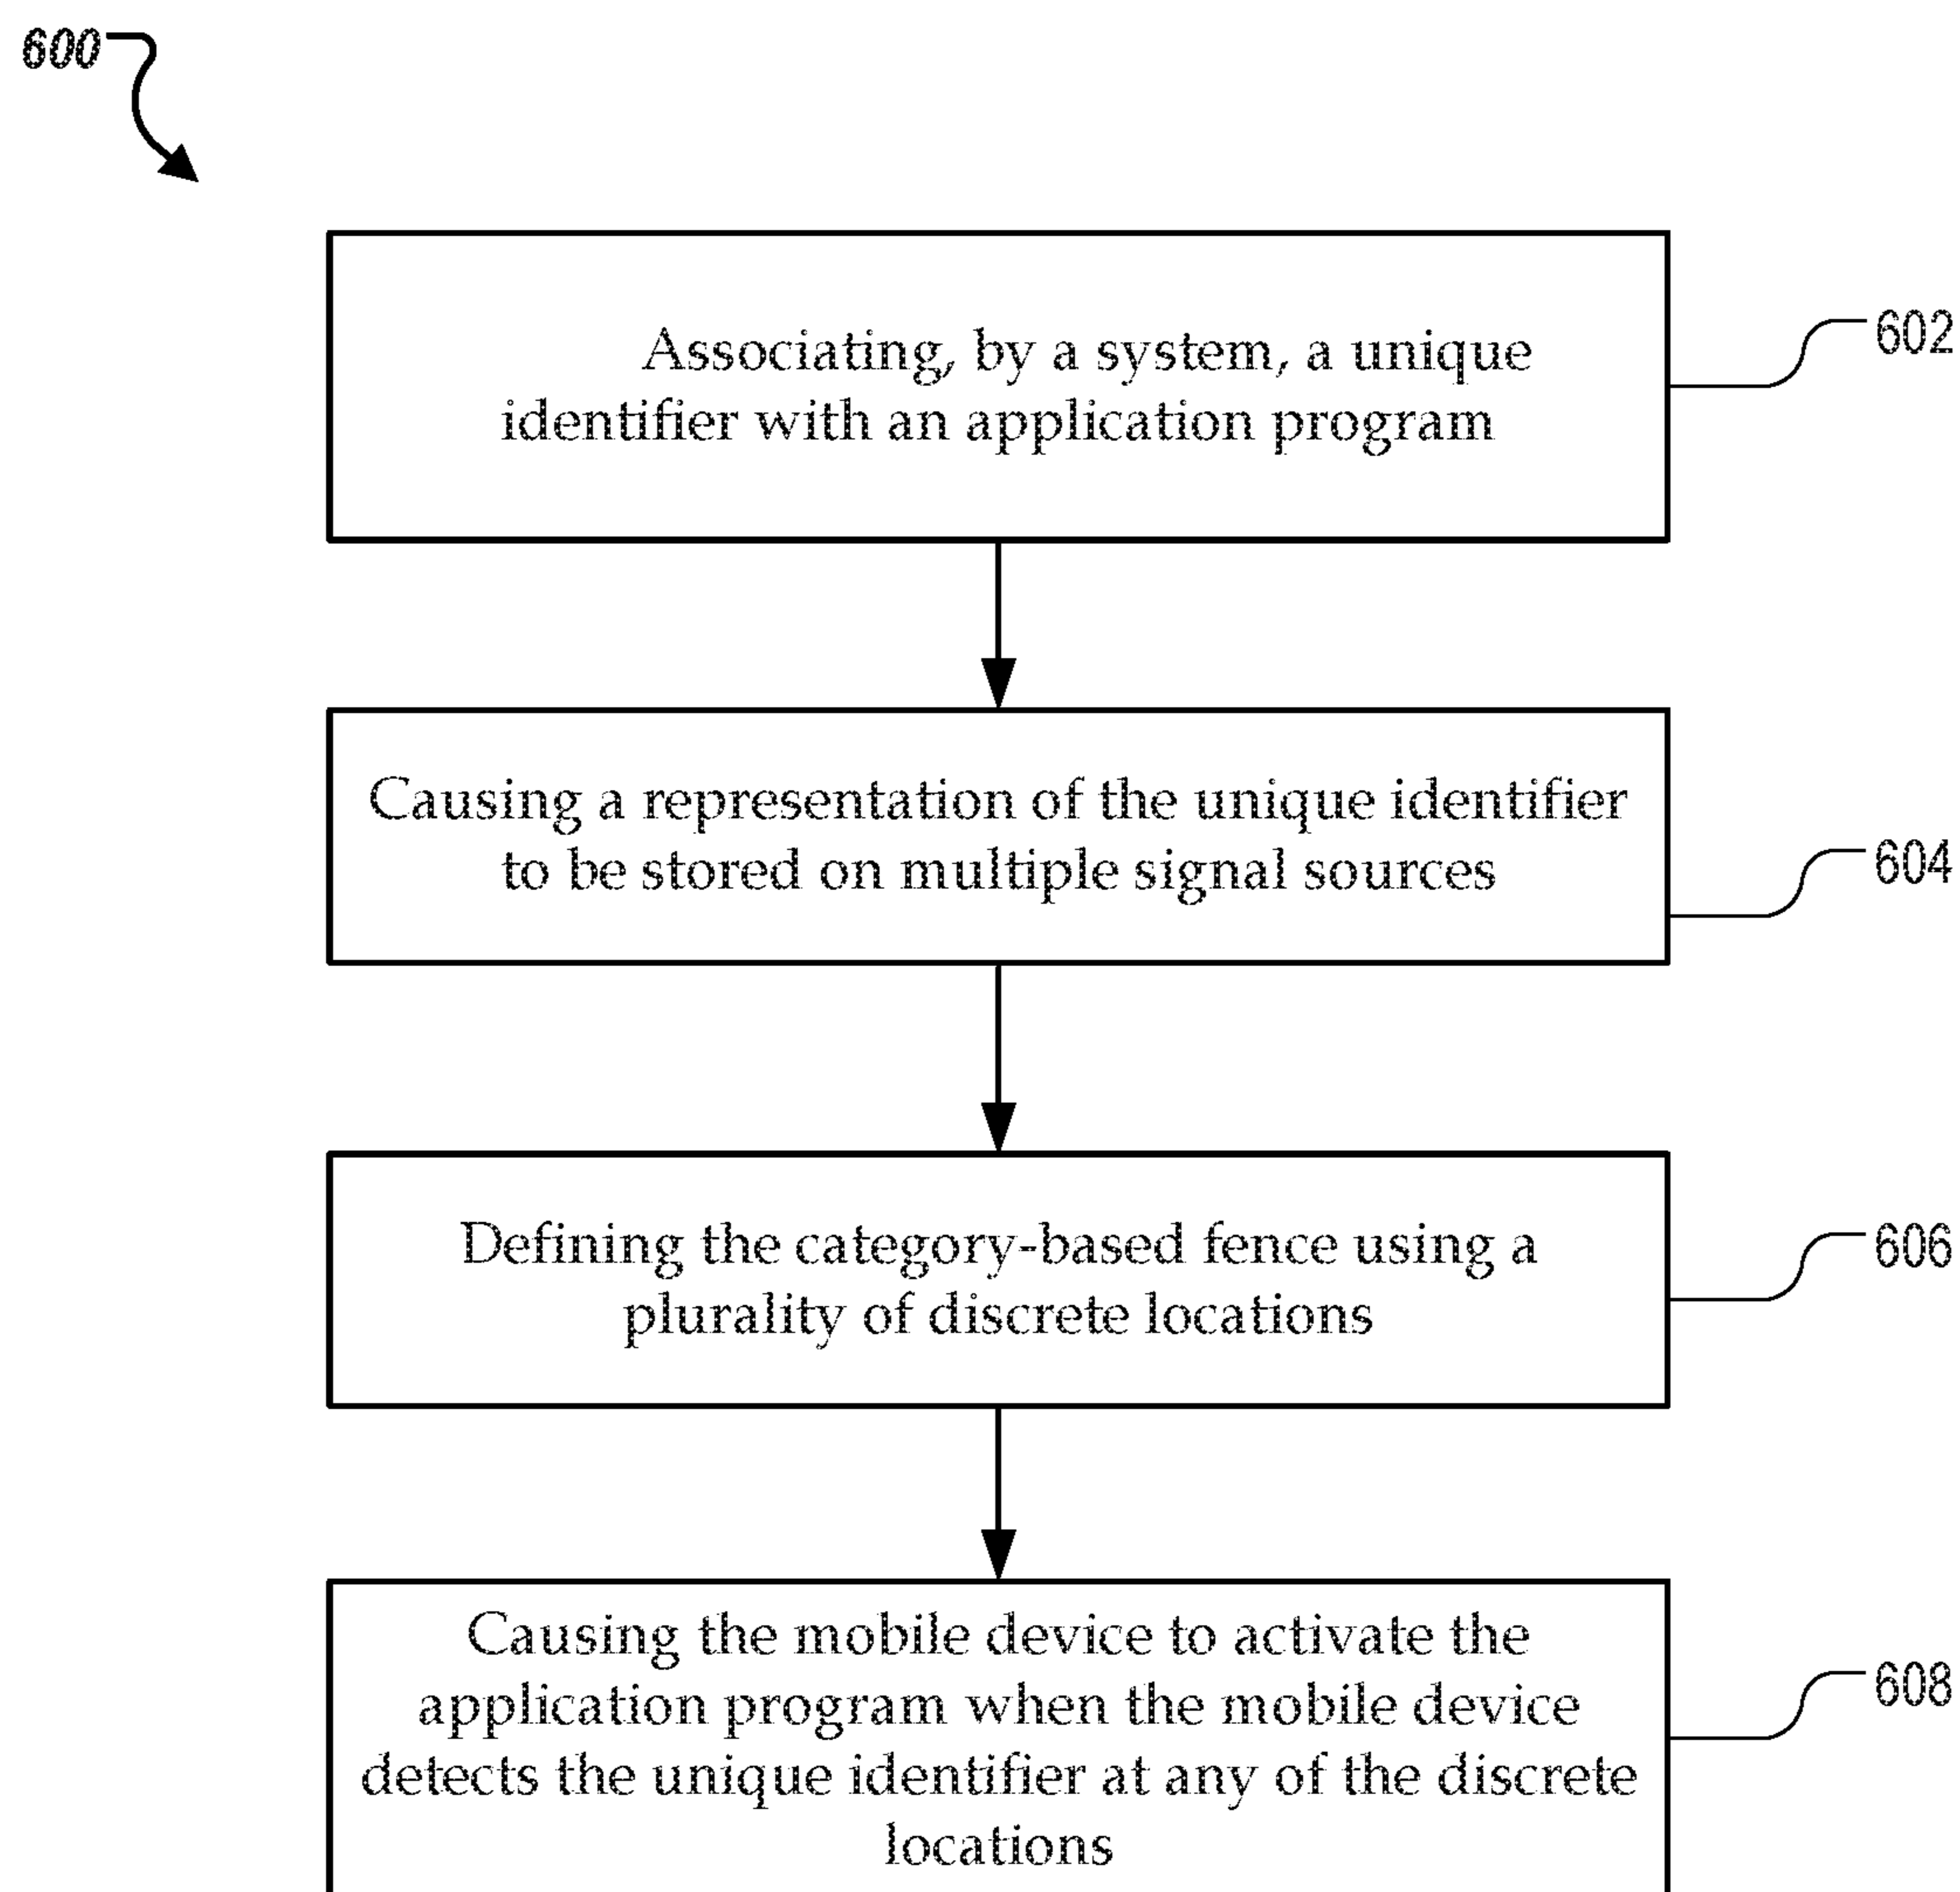 600
Associating, by a system, a unique
identifier with an application program
602
Causing a representation of the unique identifier
to be stored on multiple signal sources
604
Defining the category-based fence using a
plurality of discrete locations
606
Causing the mobile device to activate the
application program when the mobile device
detects the unique identifier at any of the discrete
locations
608